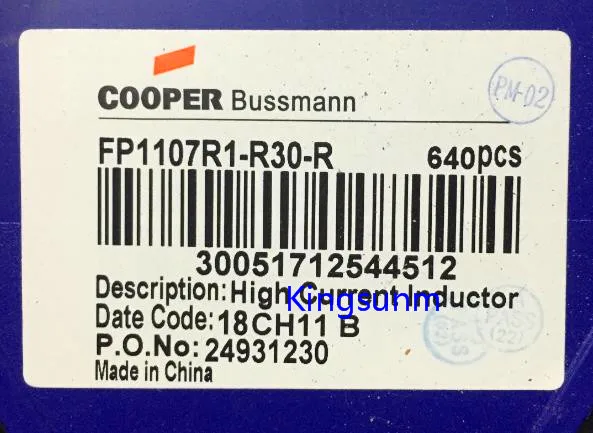 COOPER Bussmann
PM-02
FP1107R1-R30-R 640pcs
30051712544512
Description: High Current Inductor
Kingsunm
Date Code: 18CH11 B
P.O.No: 24931230
Made in China